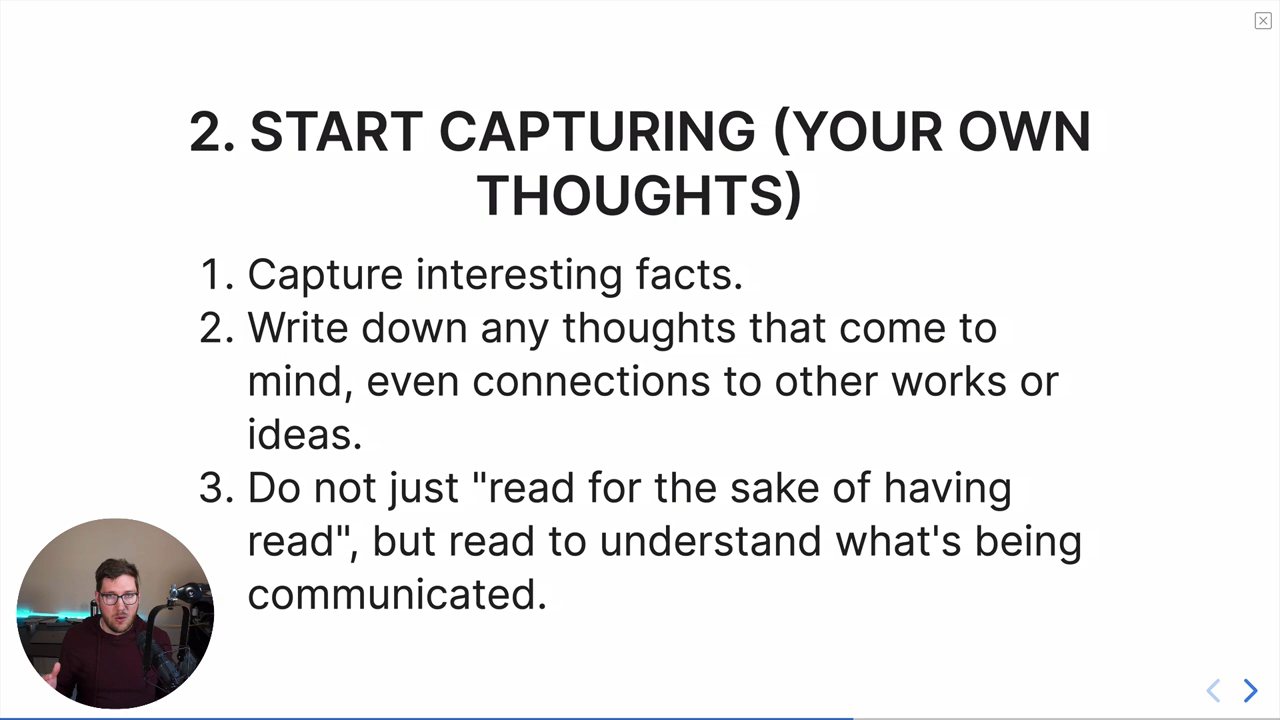 2. START CAPTURING (YOUR OWN
THOUGHTS)
1. Capture interesting facts.
2. Write down any thoughts that come to
mind, even connections to other works or
ideas.
3. Do not just "read for the sake of having
read", but read to understand what's being
communicated.